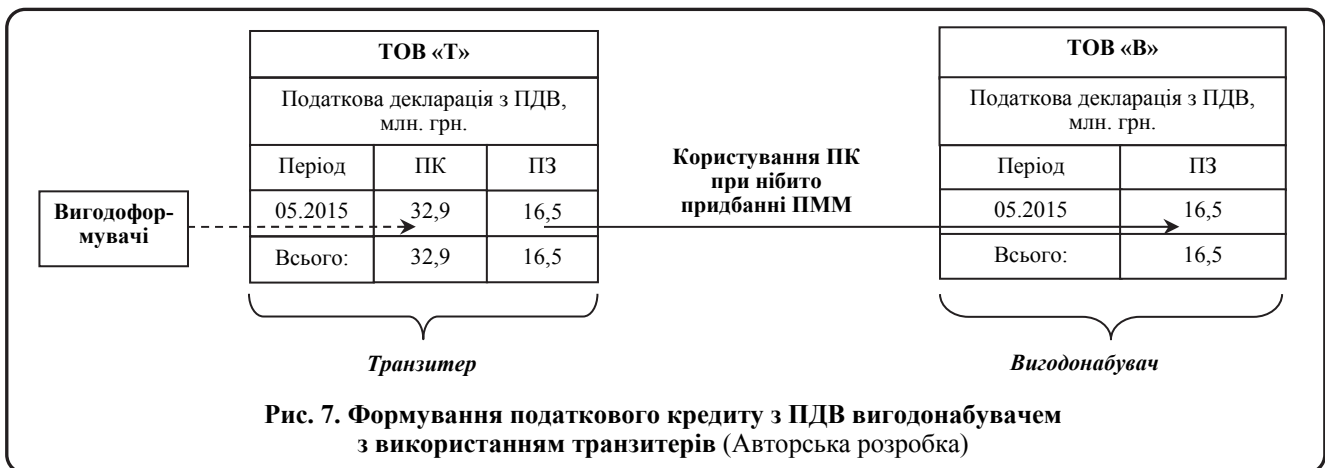 ТОВ «Т»
Податкова декларація з ПДВ,
млн. грн.
Період ПК ПЗ
05.2015 32,9 16,5
Всього: 32,9 16,5
Вигодофор-
мувачі
Користування ПК
при нібито
придбанні ПММ
ТОВ «В»
Податкова декларація з ПДВ,
млн. грн.
Період ПЗ
05.2015 16,5
Всього: 16,5
Транзитер
Вигодонабувач
Рис. 7. Формування податкового кредиту з ПДВ вигодонабувачем
з використанням транзитерів (Авторська розробка)